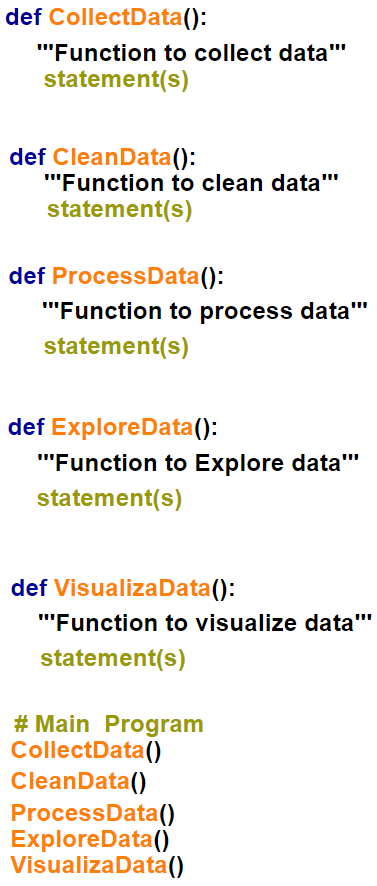 def CollectData():
'''Function to collect data'''
statement(s)
def CleanData():
'''Function to clean data'''
statement(s)
def ProcessData():
'''Function to process data'''
statement(s)
def ExploreData():
'''Function to Explore data'''
statement(s)
def VisualizaData():
'''Function to visualize data'''
statement(s)
# Main Program
CollectData()
CleanData()
ProcessData()
ExploreData()
VisualizaData()